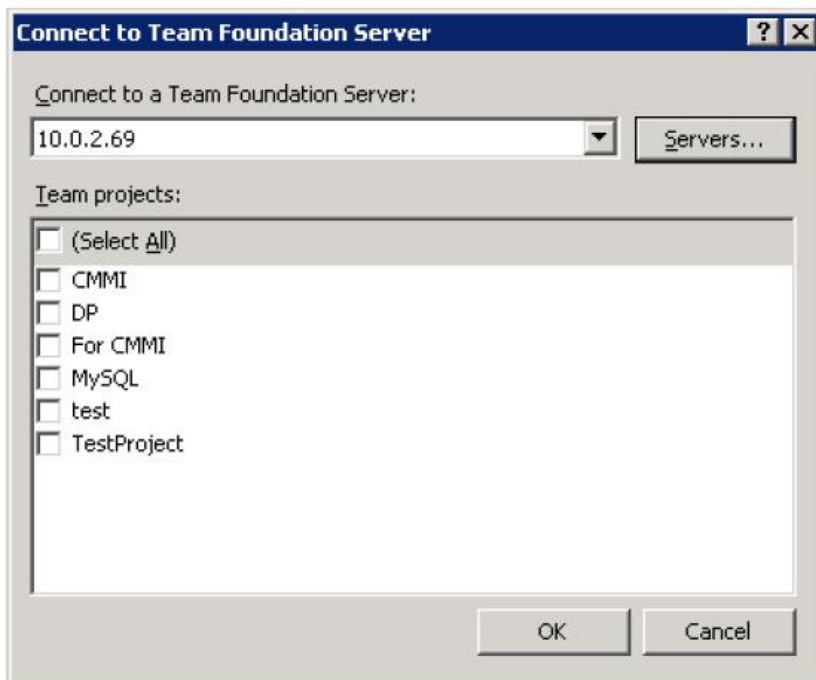 Connect to Team Foundation Server
Connect to a Team Foundation Server:
10.0.2.69
Servers...
Team projects:
(Select All)
CMMI
DP
For CMMI
MySQL
test
TestProject
OK Cancel